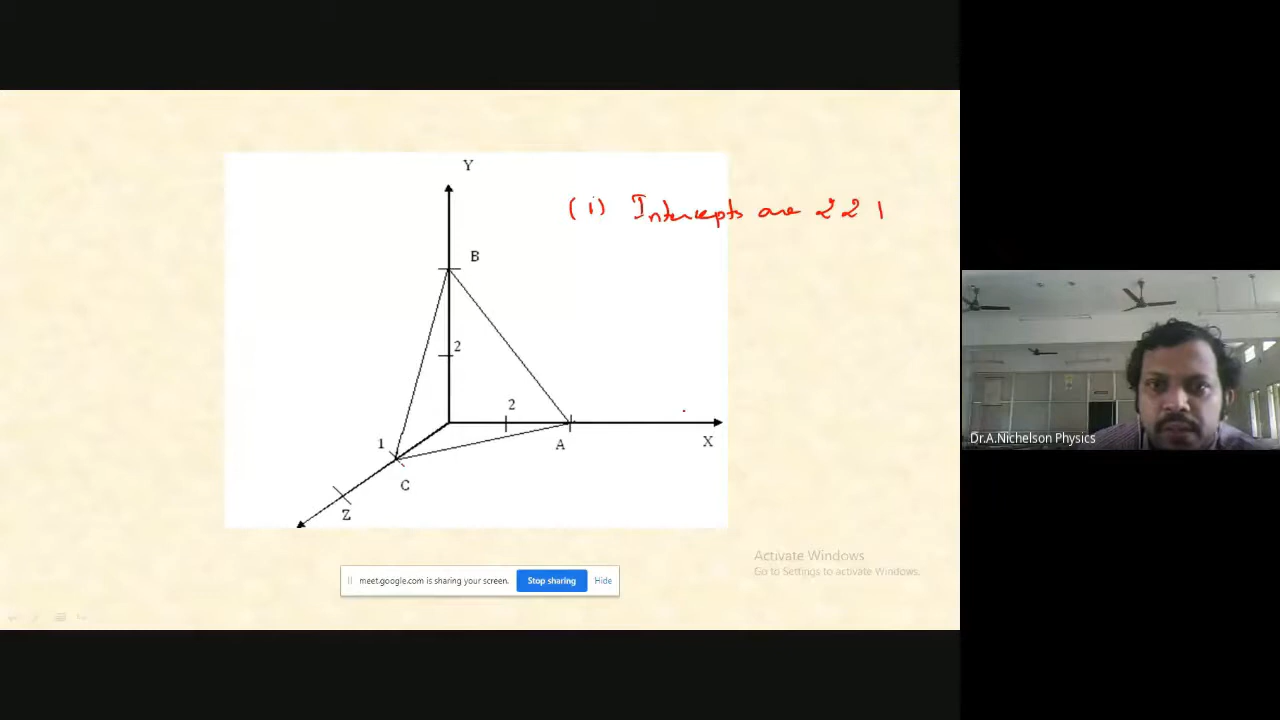 Y
(i) Intercepts are 2 2 1
B
2
2
1
A
X
C
Z
Dr.A.Nichelson Physics
Activate Windows
Go to Settings to activate Windows.
meet.google.com is sharing your screen.
Stop sharing
Hide